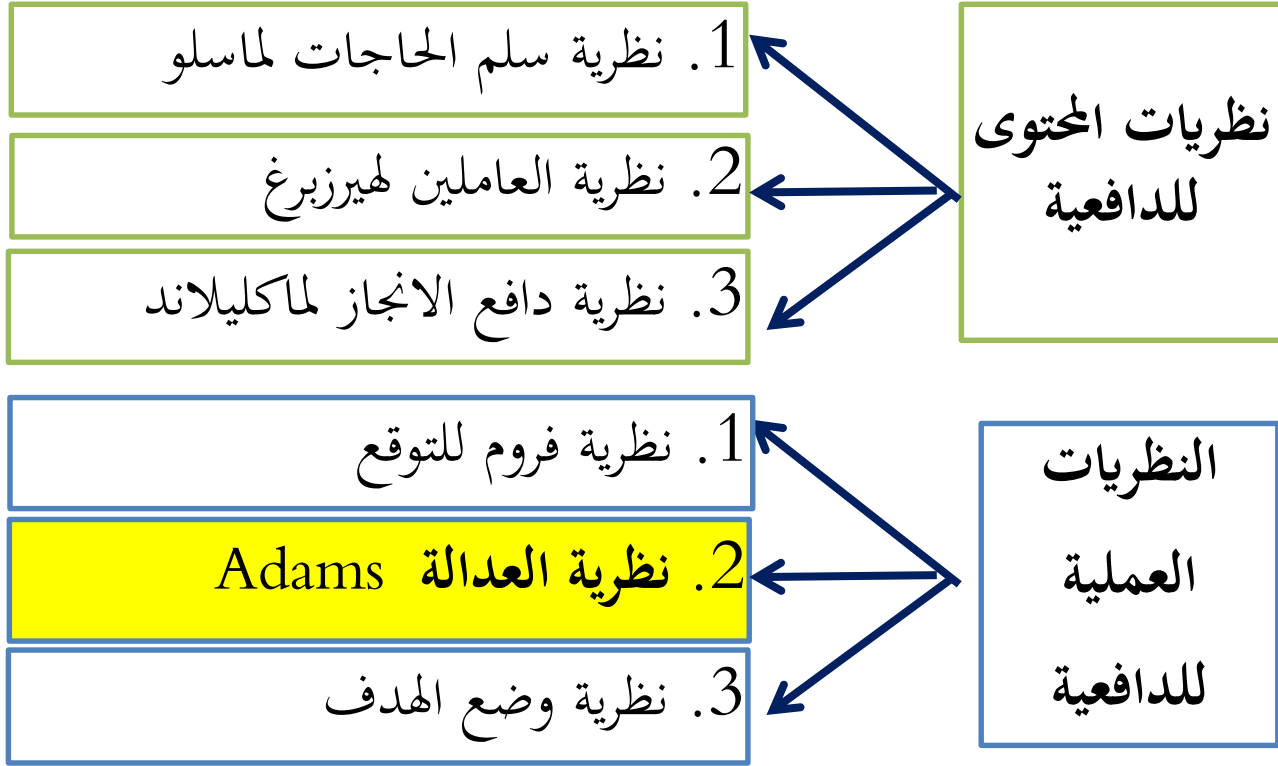 نظريات المحتوى
للدافعية
1. نظرية سلم الحاجات لماسلو
2. نظرية العاملين لهيرزبرغ
3. نظرية دافع الانجاز لماكليلاند
النظريات
العملية
للدافعية
1. نظرية فروم للتوقع
2. نظرية العدالة Adams
3. نظرية وضع الهدف